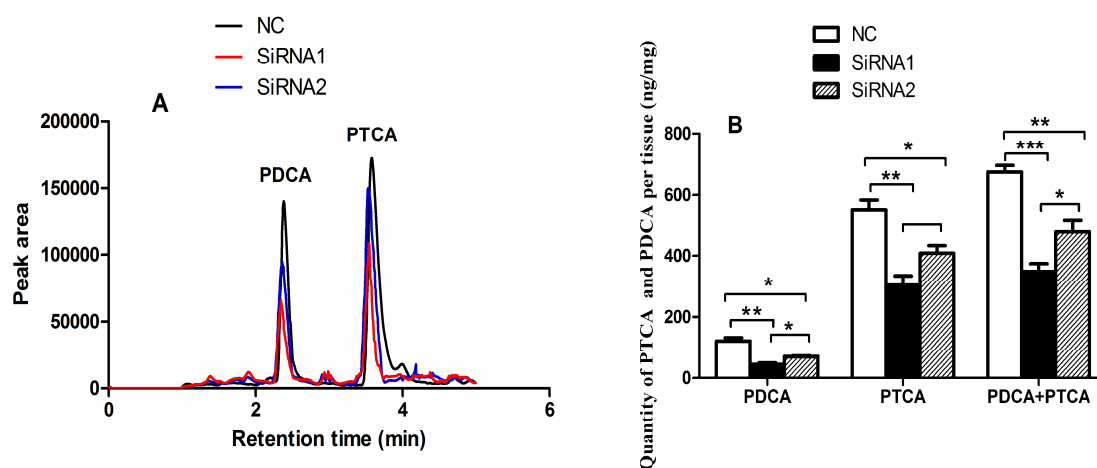 NC
SiRNA1
SiRNA2
A
200000
150000
100000
50000
0
Peak area
PDCA
PTCA
0
2
4
6
Retention time (min)
NC
SiRNA1
SiRNA2
B
Quantity of PTCA and PDCA per tissue (ng/mg)
800
600
400
200
0
*
**
*
*
**
**
***
*
PDCA
PTCA
PDCA+PTCA